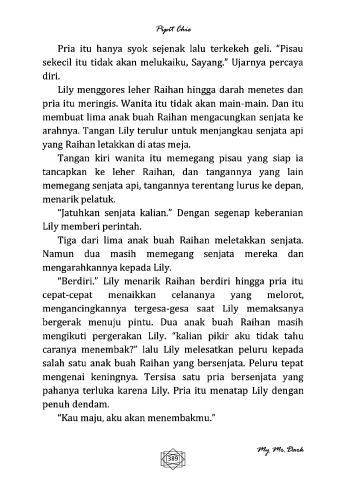 Pipit Chie
Pria itu hanya syok sejenak lalu terkekeh geli. “Pisau
sekecil itu tidak akan melukaiku, Sayang.” Ujarnya percaya
diri.
Lily menggores leher Raihan hingga darah menetes dan
pria itu meringis. Wanita itu tidak akan main-main. Dan itu
membuat lima anak buah Raihan mengacungkan senjata ke
arahnya. Tangan Lily terulur untuk menjangkau senjata api
yang Raihan letakkan di atas meja.
Tangan kiri wanita itu memegang pisau yang siap ia
tancapkan ke leher Raihan, dan tangannya yang lain
memegang senjata api, tangannya terentang lurus ke depan,
menarik pelatuk.
“Jatuhkan senjata kalian.” Dengan segenap keberanian
Lily memberi perintah.
Tiga dari lima anak buah Raihan meletakkan senjata.
Namun dua masih memegang senjata mereka dan
mengarahkannya kepada Lily.
“Berdiri.” Lily menarik Raihan berdiri hingga pria itu
cepat-cepat menaikkan celananya yang melorot,
mengancingkannya tergesa-gesa saat Lily memaksanya
bergerak menuju pintu. Dua anak buah Raihan masih
mengikuti pergerakan Lily. “kalian pikir aku tidak tahu
caranya menembak?” lalu Lily melesatkan peluru kepada
salah satu anak buah Raihan yang bersenjata. Peluru tepat
mengenai keningnya. Tersisa satu pria bersenjata yang
pahanya terluka karena Lily. Pria itu menatap Lily dengan
penuh dendam.
“Kau maju, aku akan menembakmu.”
389
My Mr. Dark